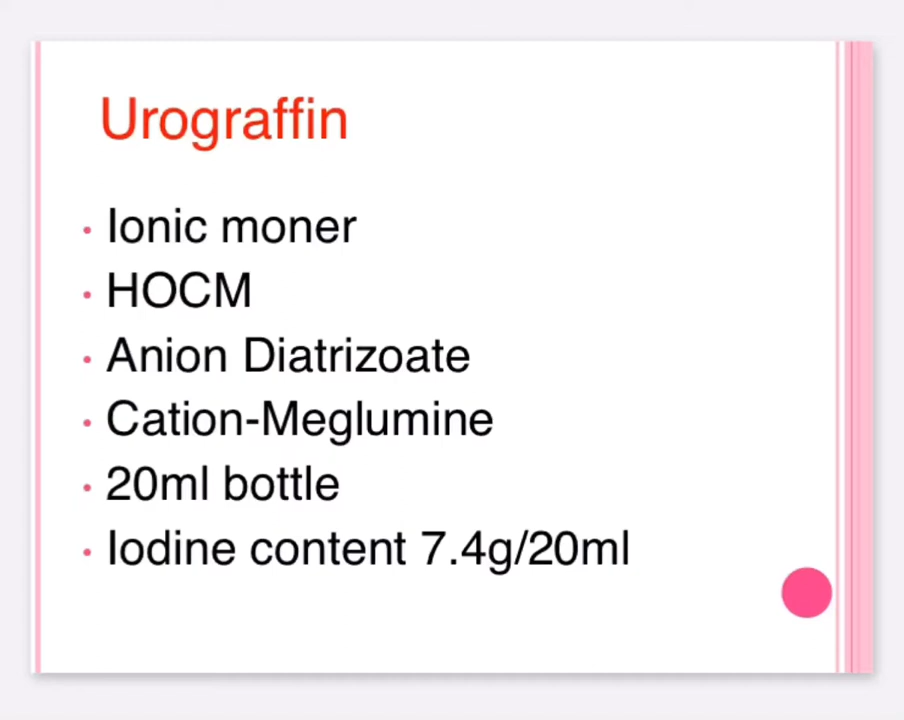 Urograffin
• Ionic moner
• HOCM
• Anion Diatrizoate
• Cation-Meglumine
• 20ml bottle
• Iodine content 7.4g/20ml